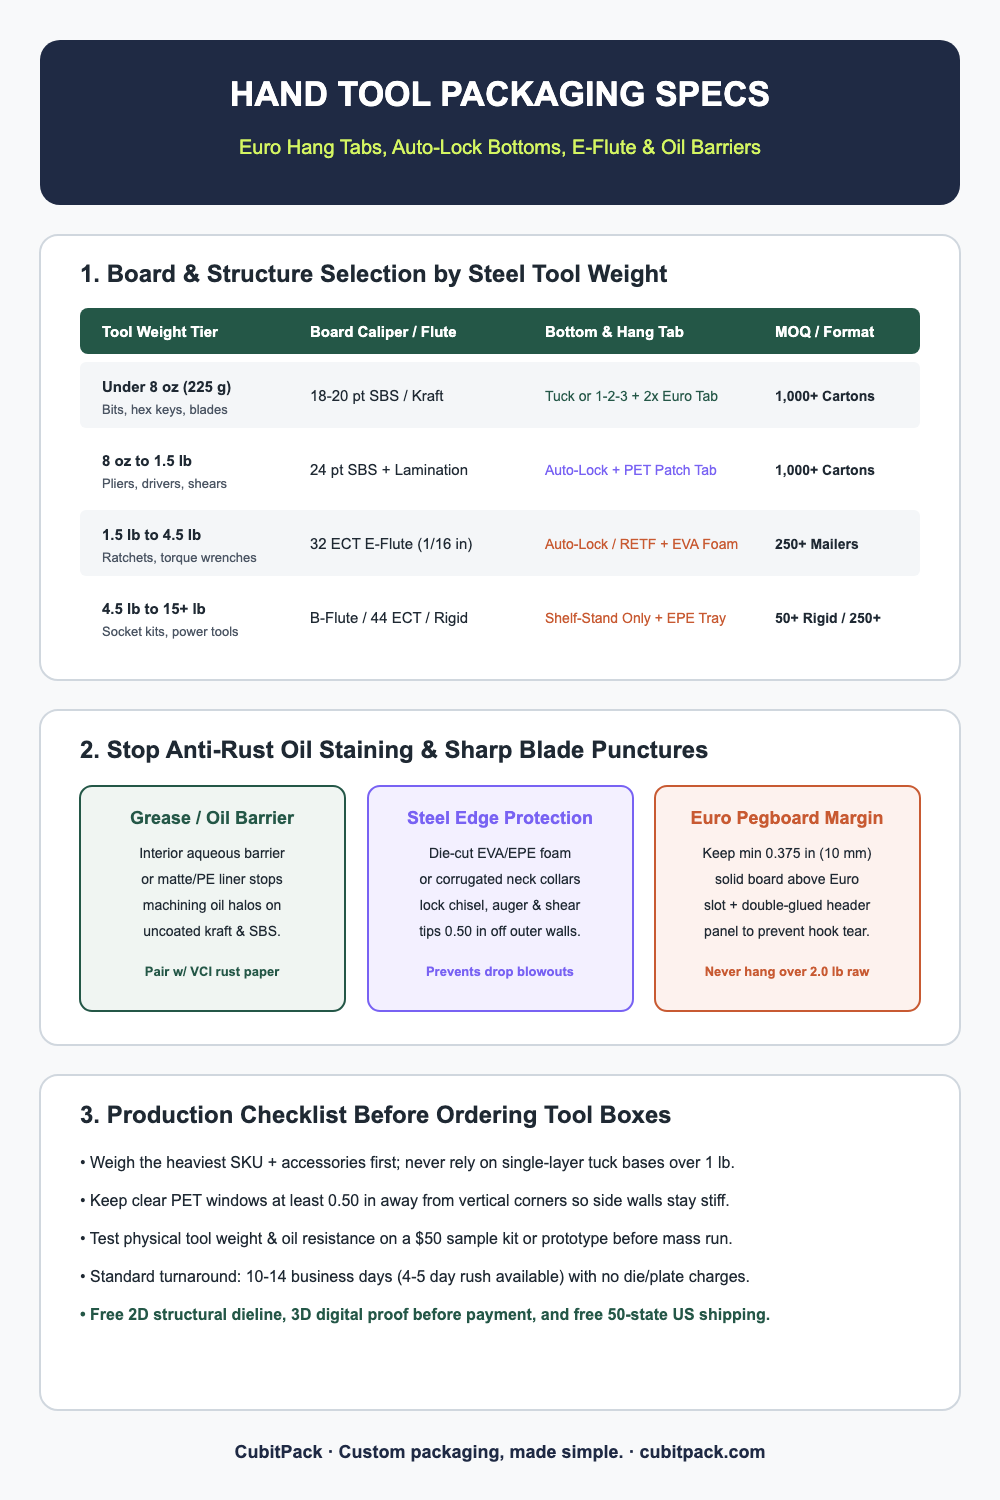 HAND TOOL PACKAGING SPECS
Euro Hang Tabs, Auto-Lock Bottoms, E-Flute & Oil Barriers
1. Board & Structure Selection by Steel Tool Weight
Tool Weight Tier Board Caliper / Flute Bottom & Hang Tab MOQ / Format
Under 8 oz (225 g)
Bits, hex keys, blades
18-20 pt SBS / Kraft
Tuck or 1-2-3 + 2x Euro Tab
1,000+ Cartons
8 oz to 1.5 lb
Pliers, drivers, shears
24 pt SBS + Lamination
Auto-Lock + PET Patch Tab
1,000+ Cartons
1.5 lb to 4.5 lb
Ratchets, torque wrenches
32 ECT E-Flute (1/16 in)
Auto-Lock / RETF + EVA Foam
250+ Mailers
4.5 lb to 15+ lb
Socket kits, power tools
B-Flute / 44 ECT / Rigid
Shelf-Stand Only + EPE Tray
50+ Rigid / 250+
2. Stop Anti-Rust Oil Staining & Sharp Blade Punctures
Grease / Oil Barrier
Interior aqueous barrier
or matte/PE liner stops
machining oil halos on
uncoated kraft & SBS.
Pair w/ VCI rust paper
Steel Edge Protection
Die-cut EVA/EPE foam
or corrugated neck collars
lock chisel, auger & shear
tips 0.50 in off outer walls.
Prevents drop blowouts
Euro Pegboard Margin
Keep min 0.375 in (10 mm)
solid board above Euro
slot + double-glued header
panel to prevent hook tear.
Never hang over 2.0 lb raw
3. Production Checklist Before Ordering Tool Boxes
• Weigh the heaviest SKU + accessories first; never rely on single-layer tuck bases over 1 lb.
• Keep clear PET windows at least 0.50 in away from vertical corners so side walls stay stiff.
• Test physical tool weight & oil resistance on a $50 sample kit or prototype before mass run.
• Standard turnaround: 10-14 business days (4-5 day rush available) with no die/plate charges.
• Free 2D structural dieline, 3D digital proof before payment, and free 50-state US shipping.
CubitPack · Custom packaging, made simple. · cubitpack.com